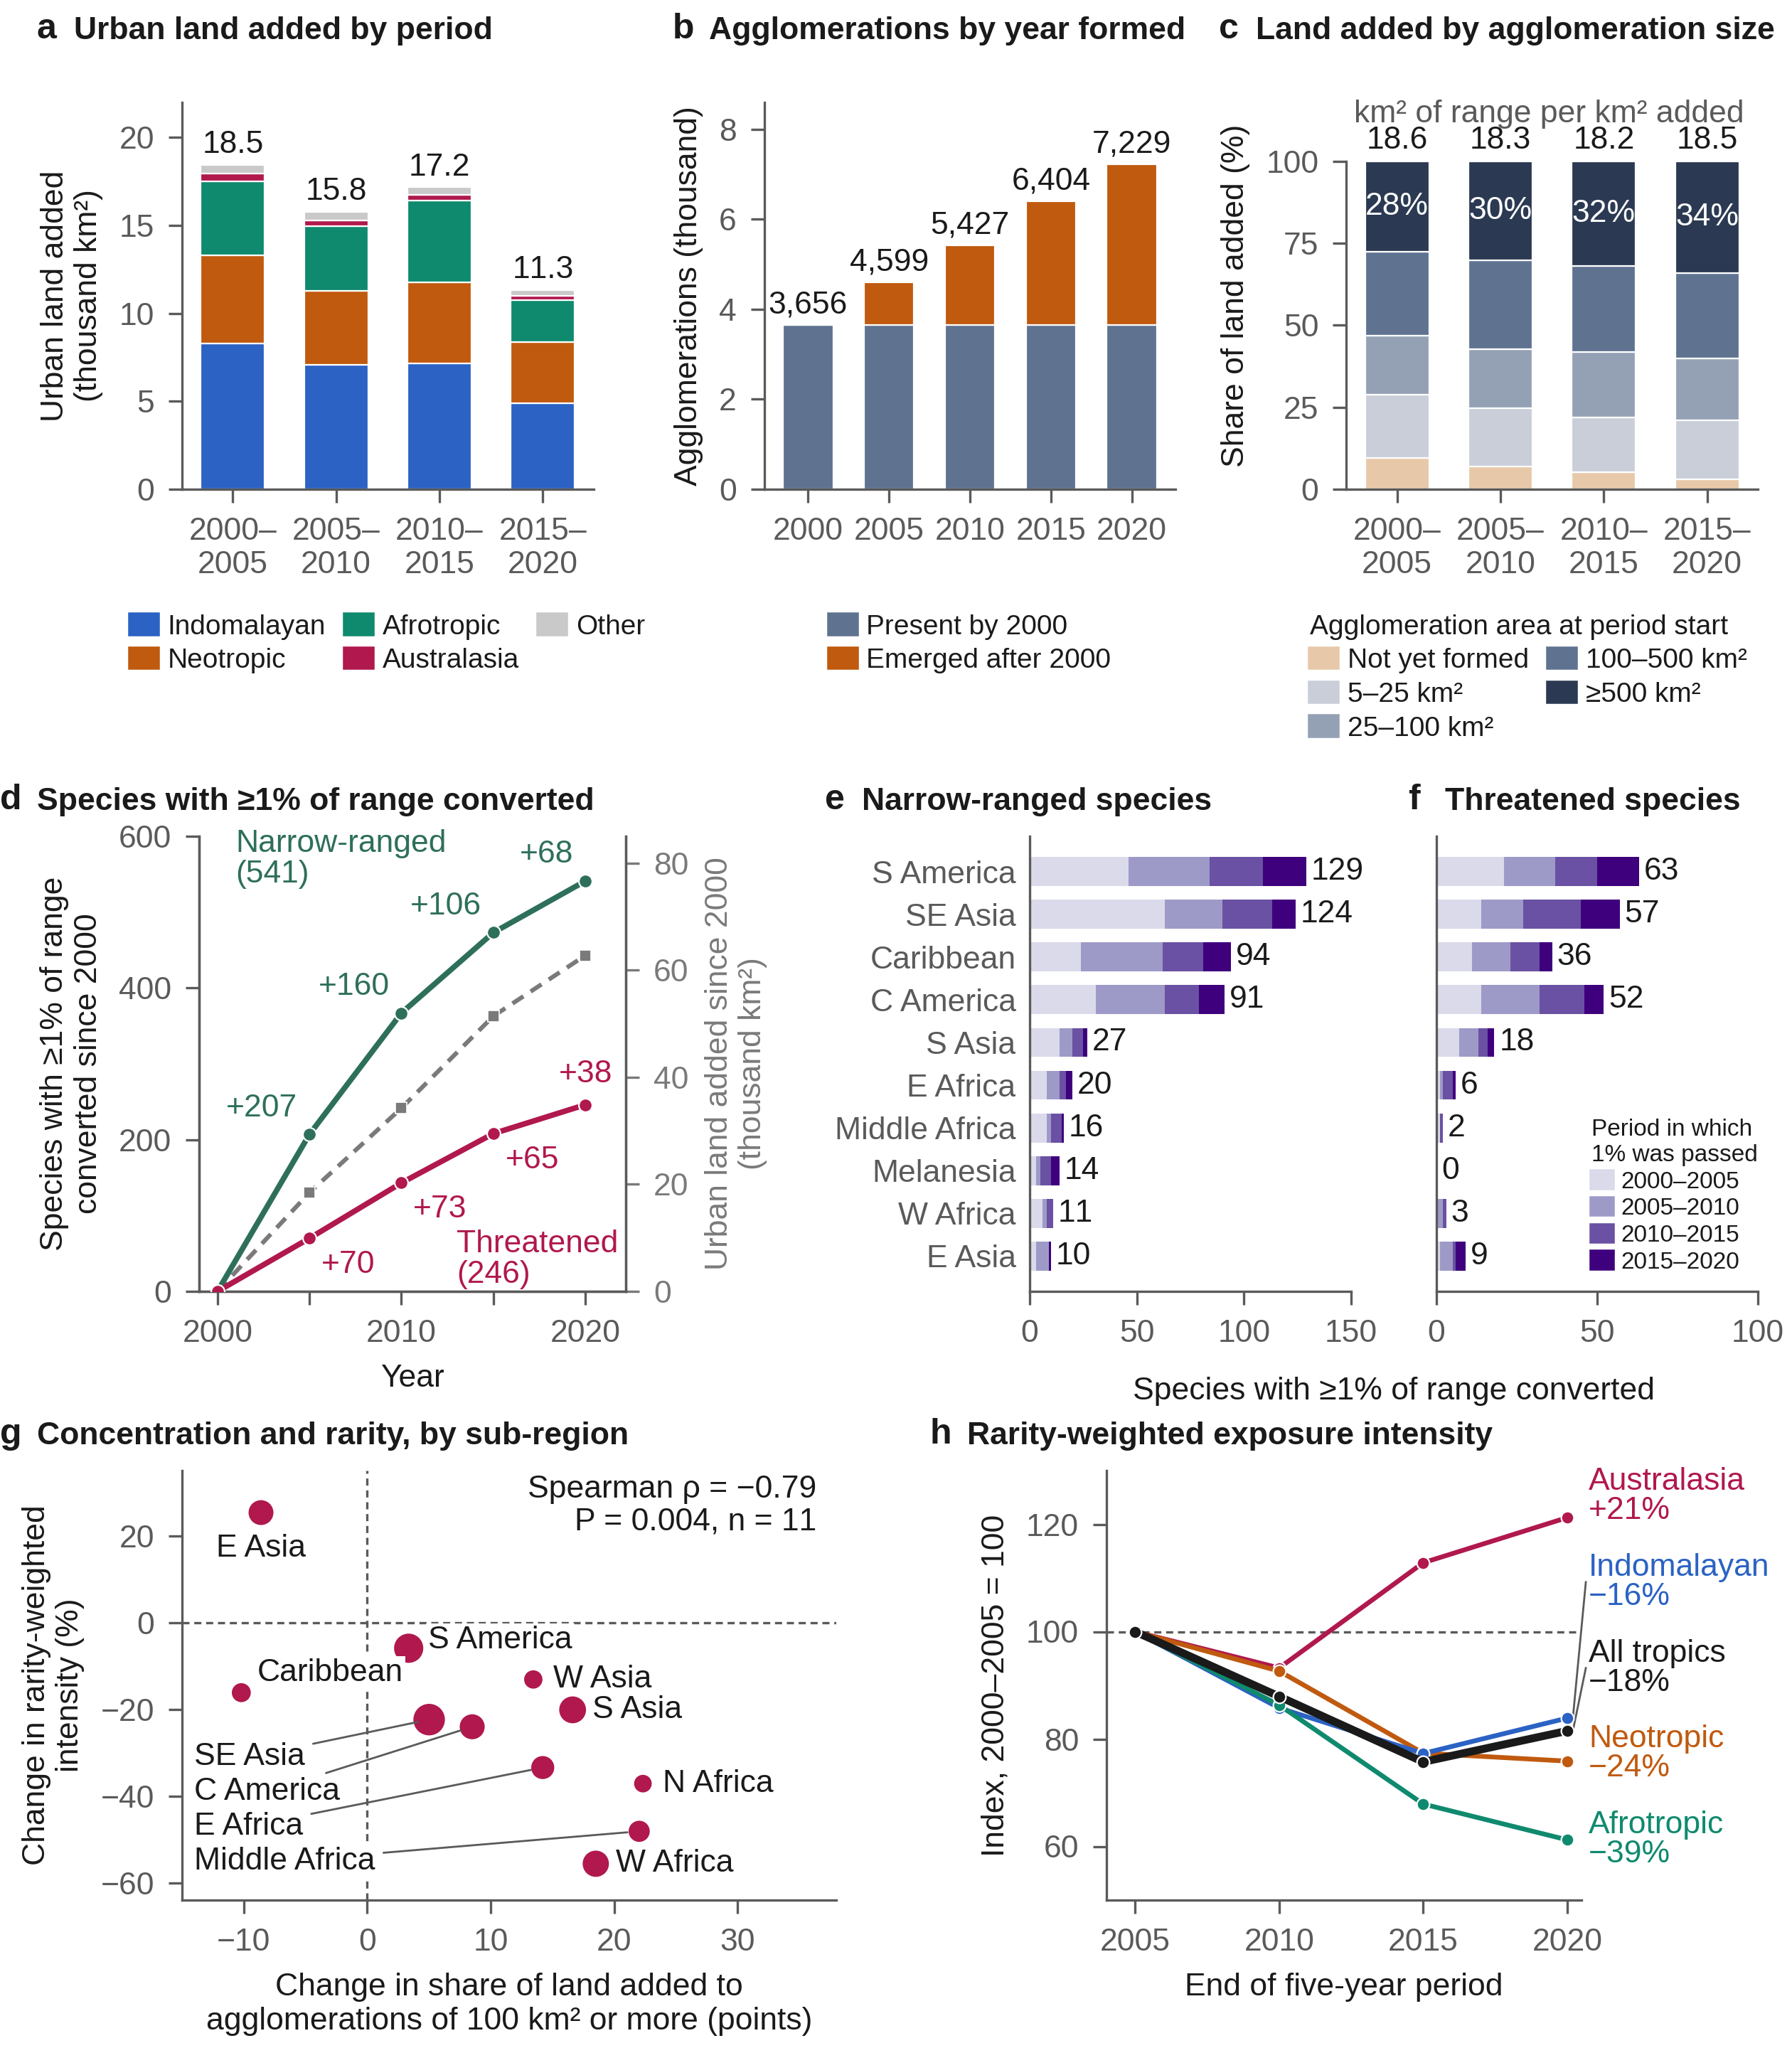 a Urban land added by period
Urban land added
(thousand km²)
20
15
10
5
0
18.5
15.8
17.2
11.3
2000–
2005
2005–
2010
2010–
2015
2015–
2020
Indomalayan
Neotropic
Afrotropic
Australasia
Other
b Agglomerations by year formed
Agglomerations (thousand)
8
6
4
2
0
3,656
4,599
5,427
6,404
7,229
2000 2005 2010 2015 2020
Present by 2000
Emerged after 2000
c Land added by agglomeration size
km² of range per km² added
18.6 18.3 18.2 18.5
Share of land added (%)
100
75
50
25
0
28% 30% 32% 34%
2000–
2005
2005–
2010
2010–
2015
2015–
2020
Agglomeration area at period start
Not yet formed
5–25 km²
25–100 km²
100–500 km²
≥500 km²
d Species with ≥1% of range converted
Species with ≥1% of range
converted since 2000
600
400
200
0
Narrow-ranged
(541)
+207
+160
+106
+68
+70
+73
+65
+38
Threatened
(246)
80
60
40
20
0
Urban land added since 2000
(thousand km²)
2000 2010 2020
Year
e Narrow-ranged species
S America 129
SE Asia 124
Caribbean 94
C America 91
S Asia 27
E Africa 20
Middle Africa 16
Melanesia 14
W Africa 11
E Asia 10
0 50 100 150
f Threatened species
63
57
36
52
18
6
2
0
3
9
Period in which
1% was passed
2000–2005
2005–2010
2010–2015
2015–2020
0 50 100
Species with ≥1% of range converted
g Concentration and rarity, by sub-region
Change in rarity-weighted
intensity (%)
20
0
−20
−40
−60
Spearman ρ = −0.79
P = 0.004, n = 11
E Asia
S America
Caribbean
W Asia
S Asia
SE Asia
C America
E Africa
Middle Africa
N Africa
W Africa
−10 0 10 20 30
Change in share of land added to
agglomerations of 100 km² or more (points)
h Rarity-weighted exposure intensity
Index, 2000–2005 = 100
120
100
80
60
Australasia
+21%
Indomalayan
−16%
All tropics
−18%
Neotropic
−24%
Afrotropic
−39%
2005 2010 2015 2020
End of five-year period